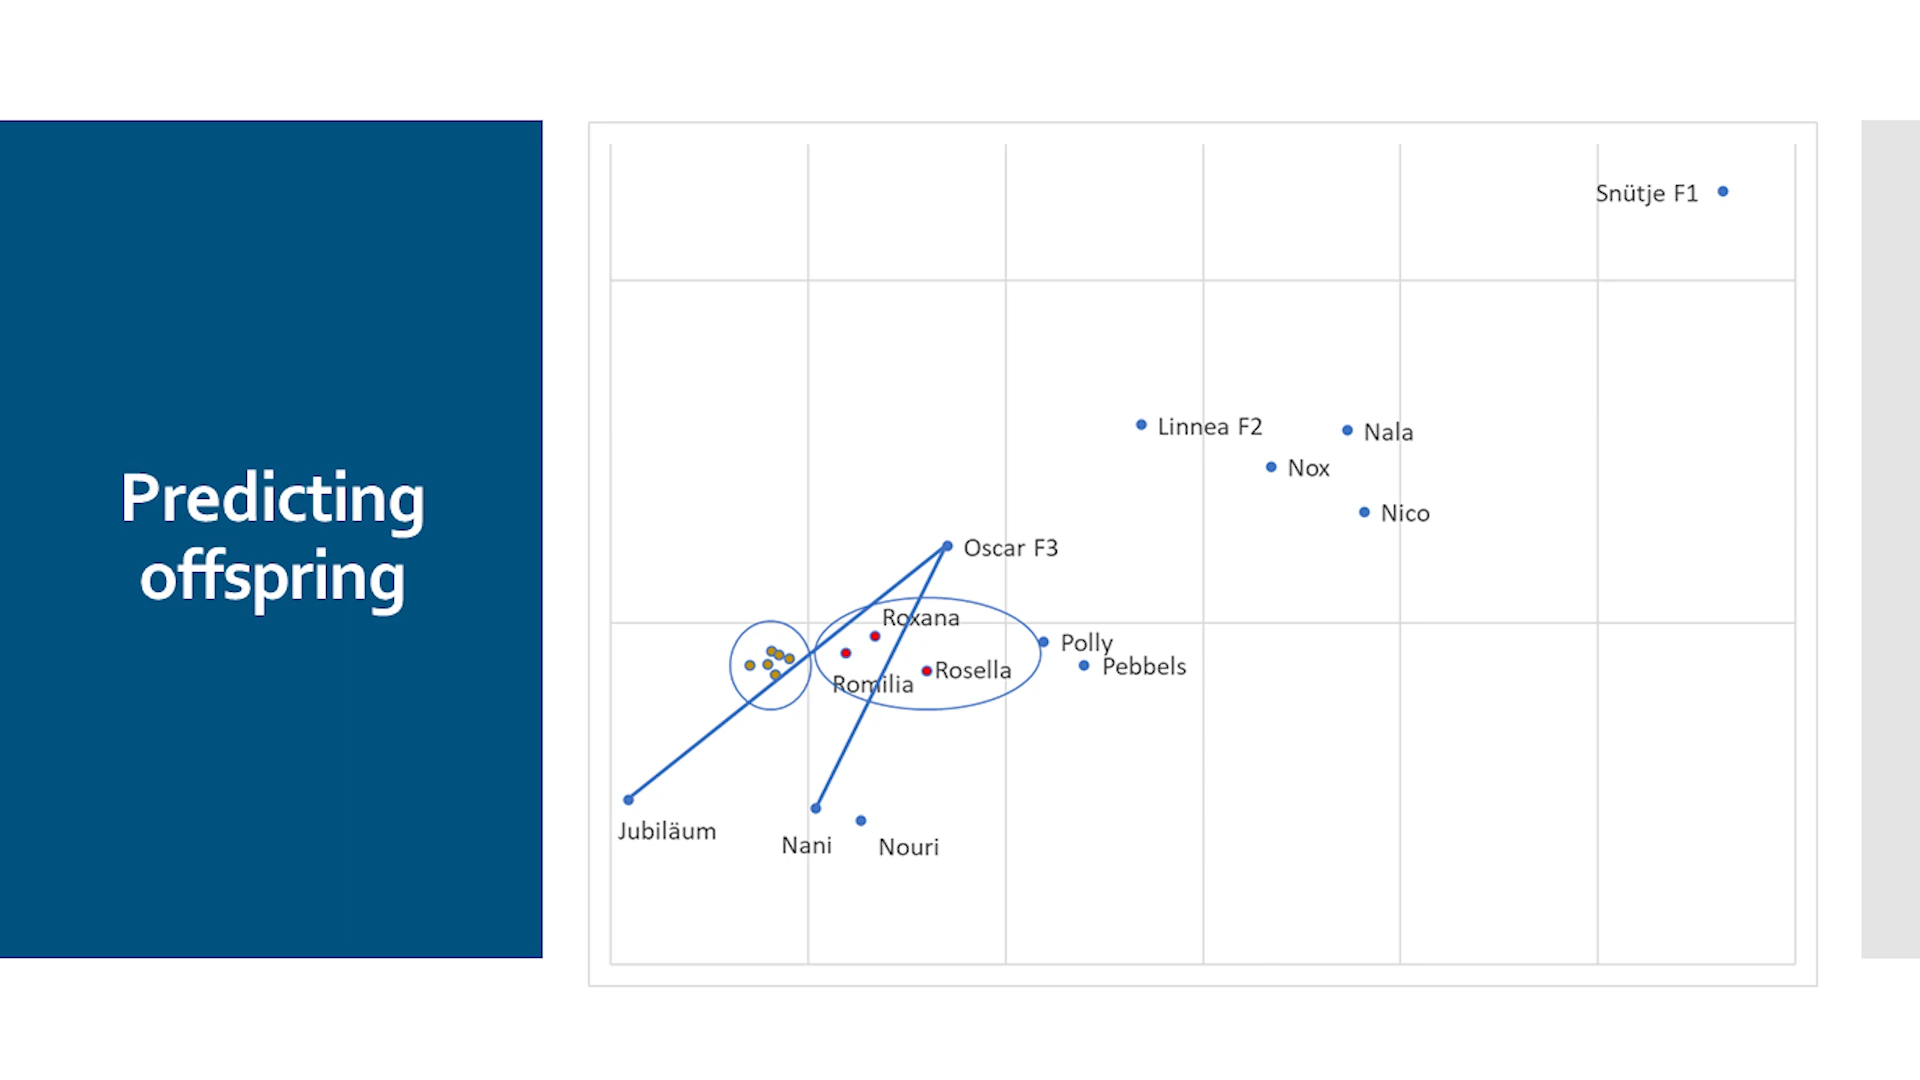 Predicting
offspring
Snütje F1
Linnea F2
Nala
Nox
Nico
Oscar F3
Roxana
Polly
Pebbels
Rosella
Romilia
Jubiläum
Nani
Nouri